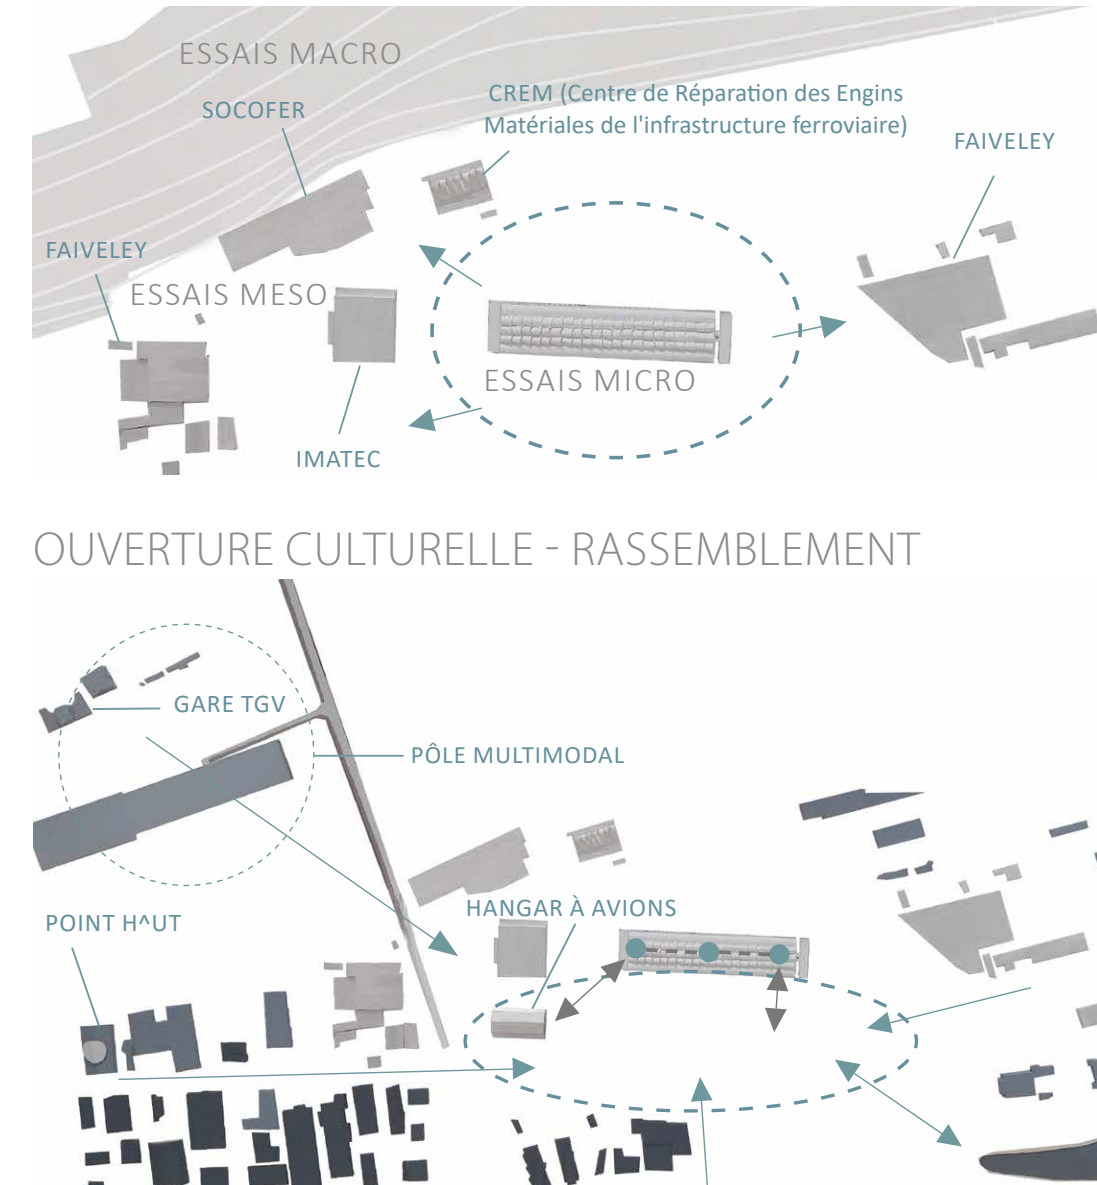 ESSAIS MACRO
SOCOFER
CREM (Centre de Réparation des Engins
Matériales de l'infrastructure ferroviaire)
FAIVELEY
FAIVELEY
ESSAIS MESO
ESSAIS MICRO
IMATEC
OUVERTURE CULTURELLE - RASSEMBLEMENT
GARE TGV
PÔLE MULTIMODAL
HANGAR À AVIONS
POINT H^UT